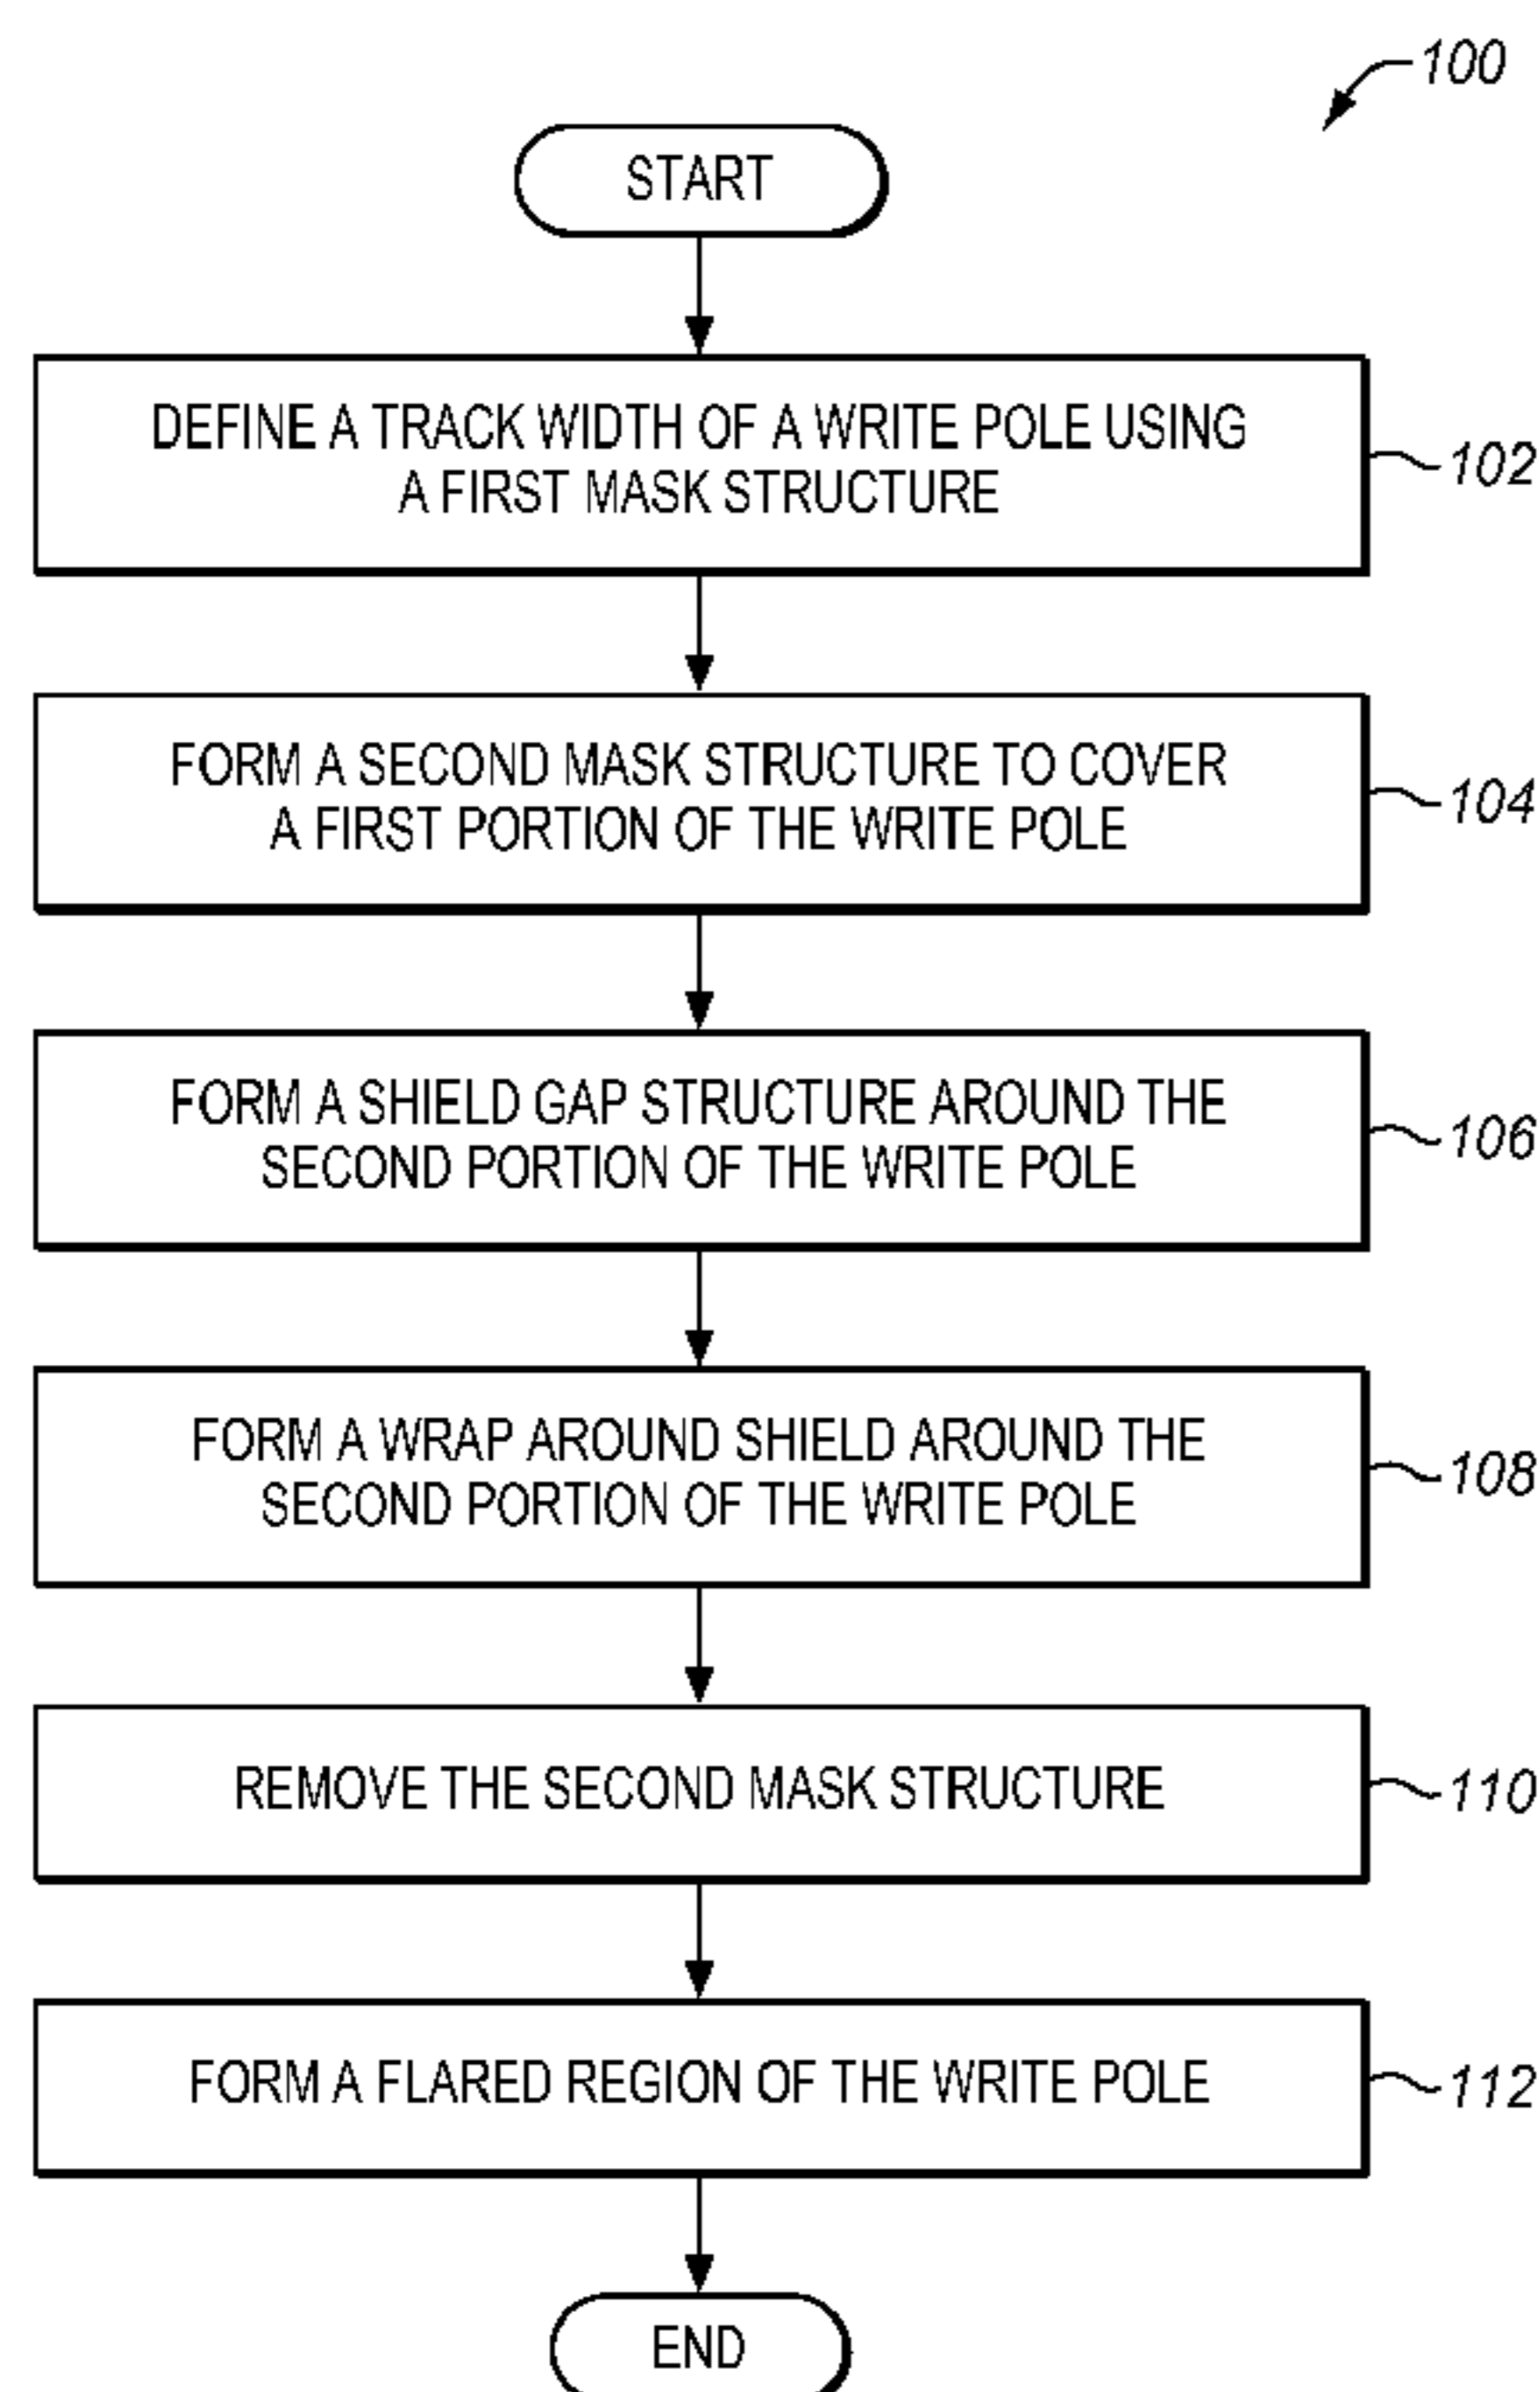 100
START
DEFINE A TRACK WIDTH OF A WRITE POLE USING
A FIRST MASK STRUCTURE
102
FORM A SECOND MASK STRUCTURE TO COVER
A FIRST PORTION OF THE WRITE POLE
104
FORM A SHIELD GAP STRUCTURE AROUND THE
SECOND PORTION OF THE WRITE POLE
106
FORM A WRAP AROUND SHIELD AROUND THE
SECOND PORTION OF THE WRITE POLE
108
REMOVE THE SECOND MASK STRUCTURE
110
FORM A FLARED REGION OF THE WRITE POLE
112
END